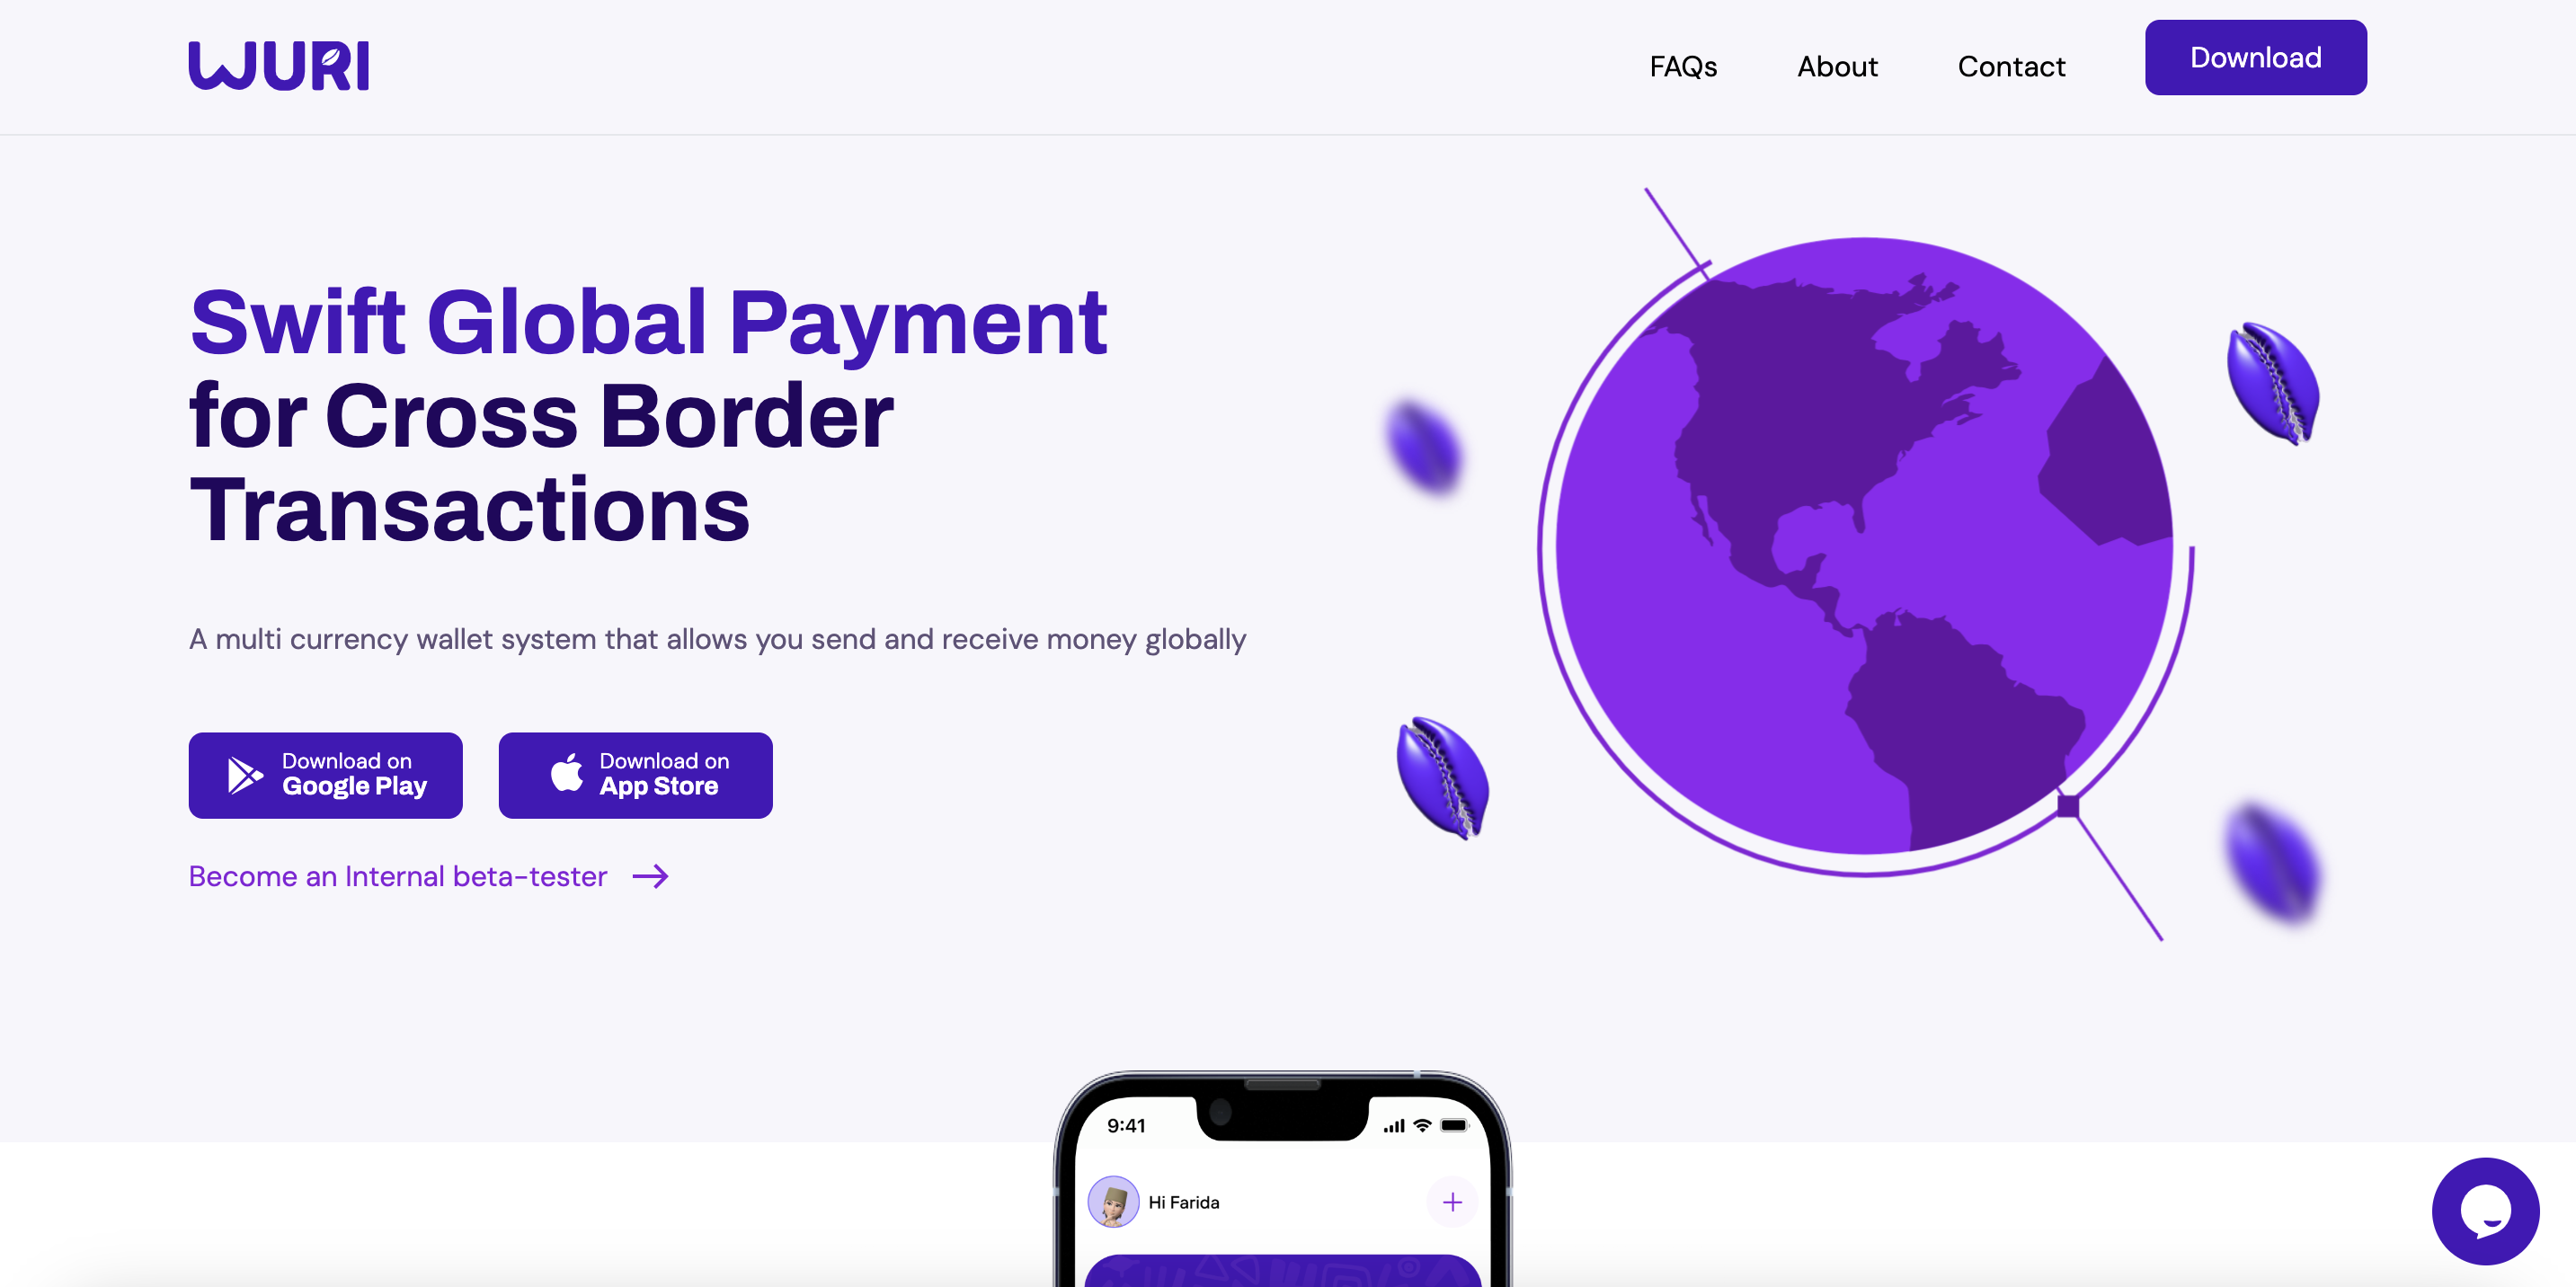 WURI
FAQs
About
Contact
Download
Swift Global Payment
for Cross Border
Transactions
A multi currency wallet system that allows you send and receive money globally
Download on
Google Play
Download on
App Store
Become an Internal beta-tester
9:41
Hi Farida